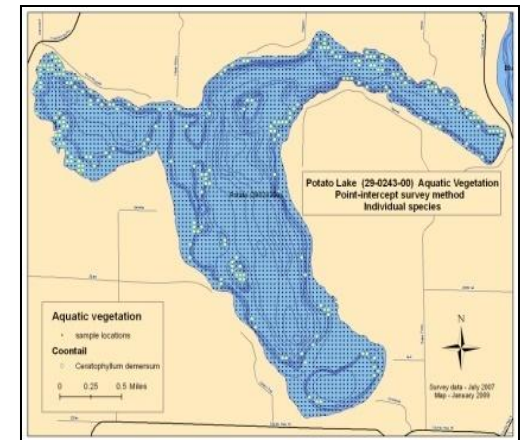 Potato Lake (29-0243-00) Aquatic Vegetation
Point-intercept survey method
Individual species
Aquatic vegetation
sample locations
Coontail
Ceratophyllum demersum
0 0.25 0.5 Miles
N
Survey data - July 2007
Map - January 2009